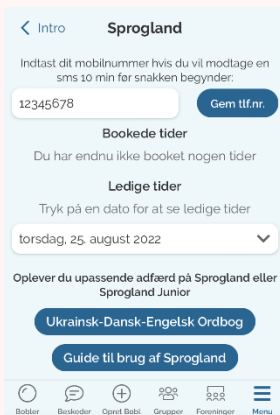 Intro
Sprogland
Indtast dit mobilnummer hvis du vil modtage en
sms 10 min før snakken begynder:
12345678
Gem tlf.nr.
Bookede tider
Du har endnu ikke booket nogen tider
Ledige tider
Tryk på en dato for at se ledige tider
torsdag, 25. august 2022
Oplever du upassende adfærd på Sprogland eller
Sprogland Junior
Ukrainsk-Dansk-Engelsk Ordbog
Guide til brug af Sprogland
Bobler Beskeder Opret Bobl. Grupper Foreninger Menu